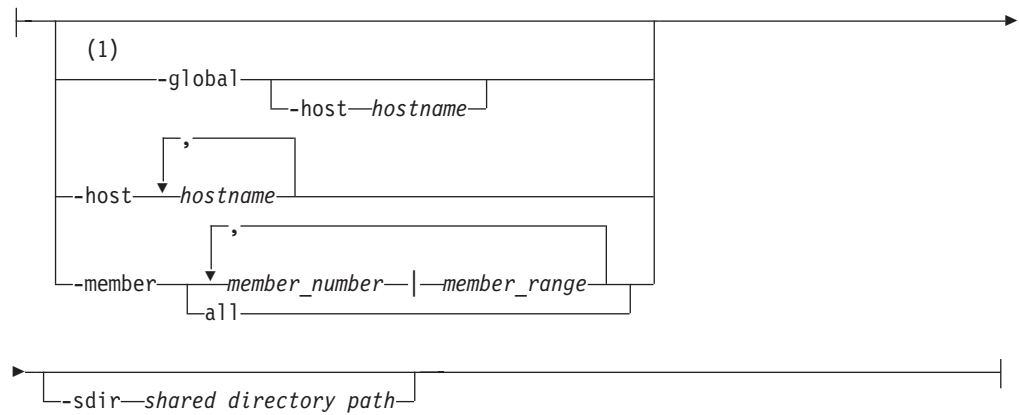 (1)
-global
-host hostname
,
-host hostname
,
-member member_number | member_range
all
-sdir shared directory path